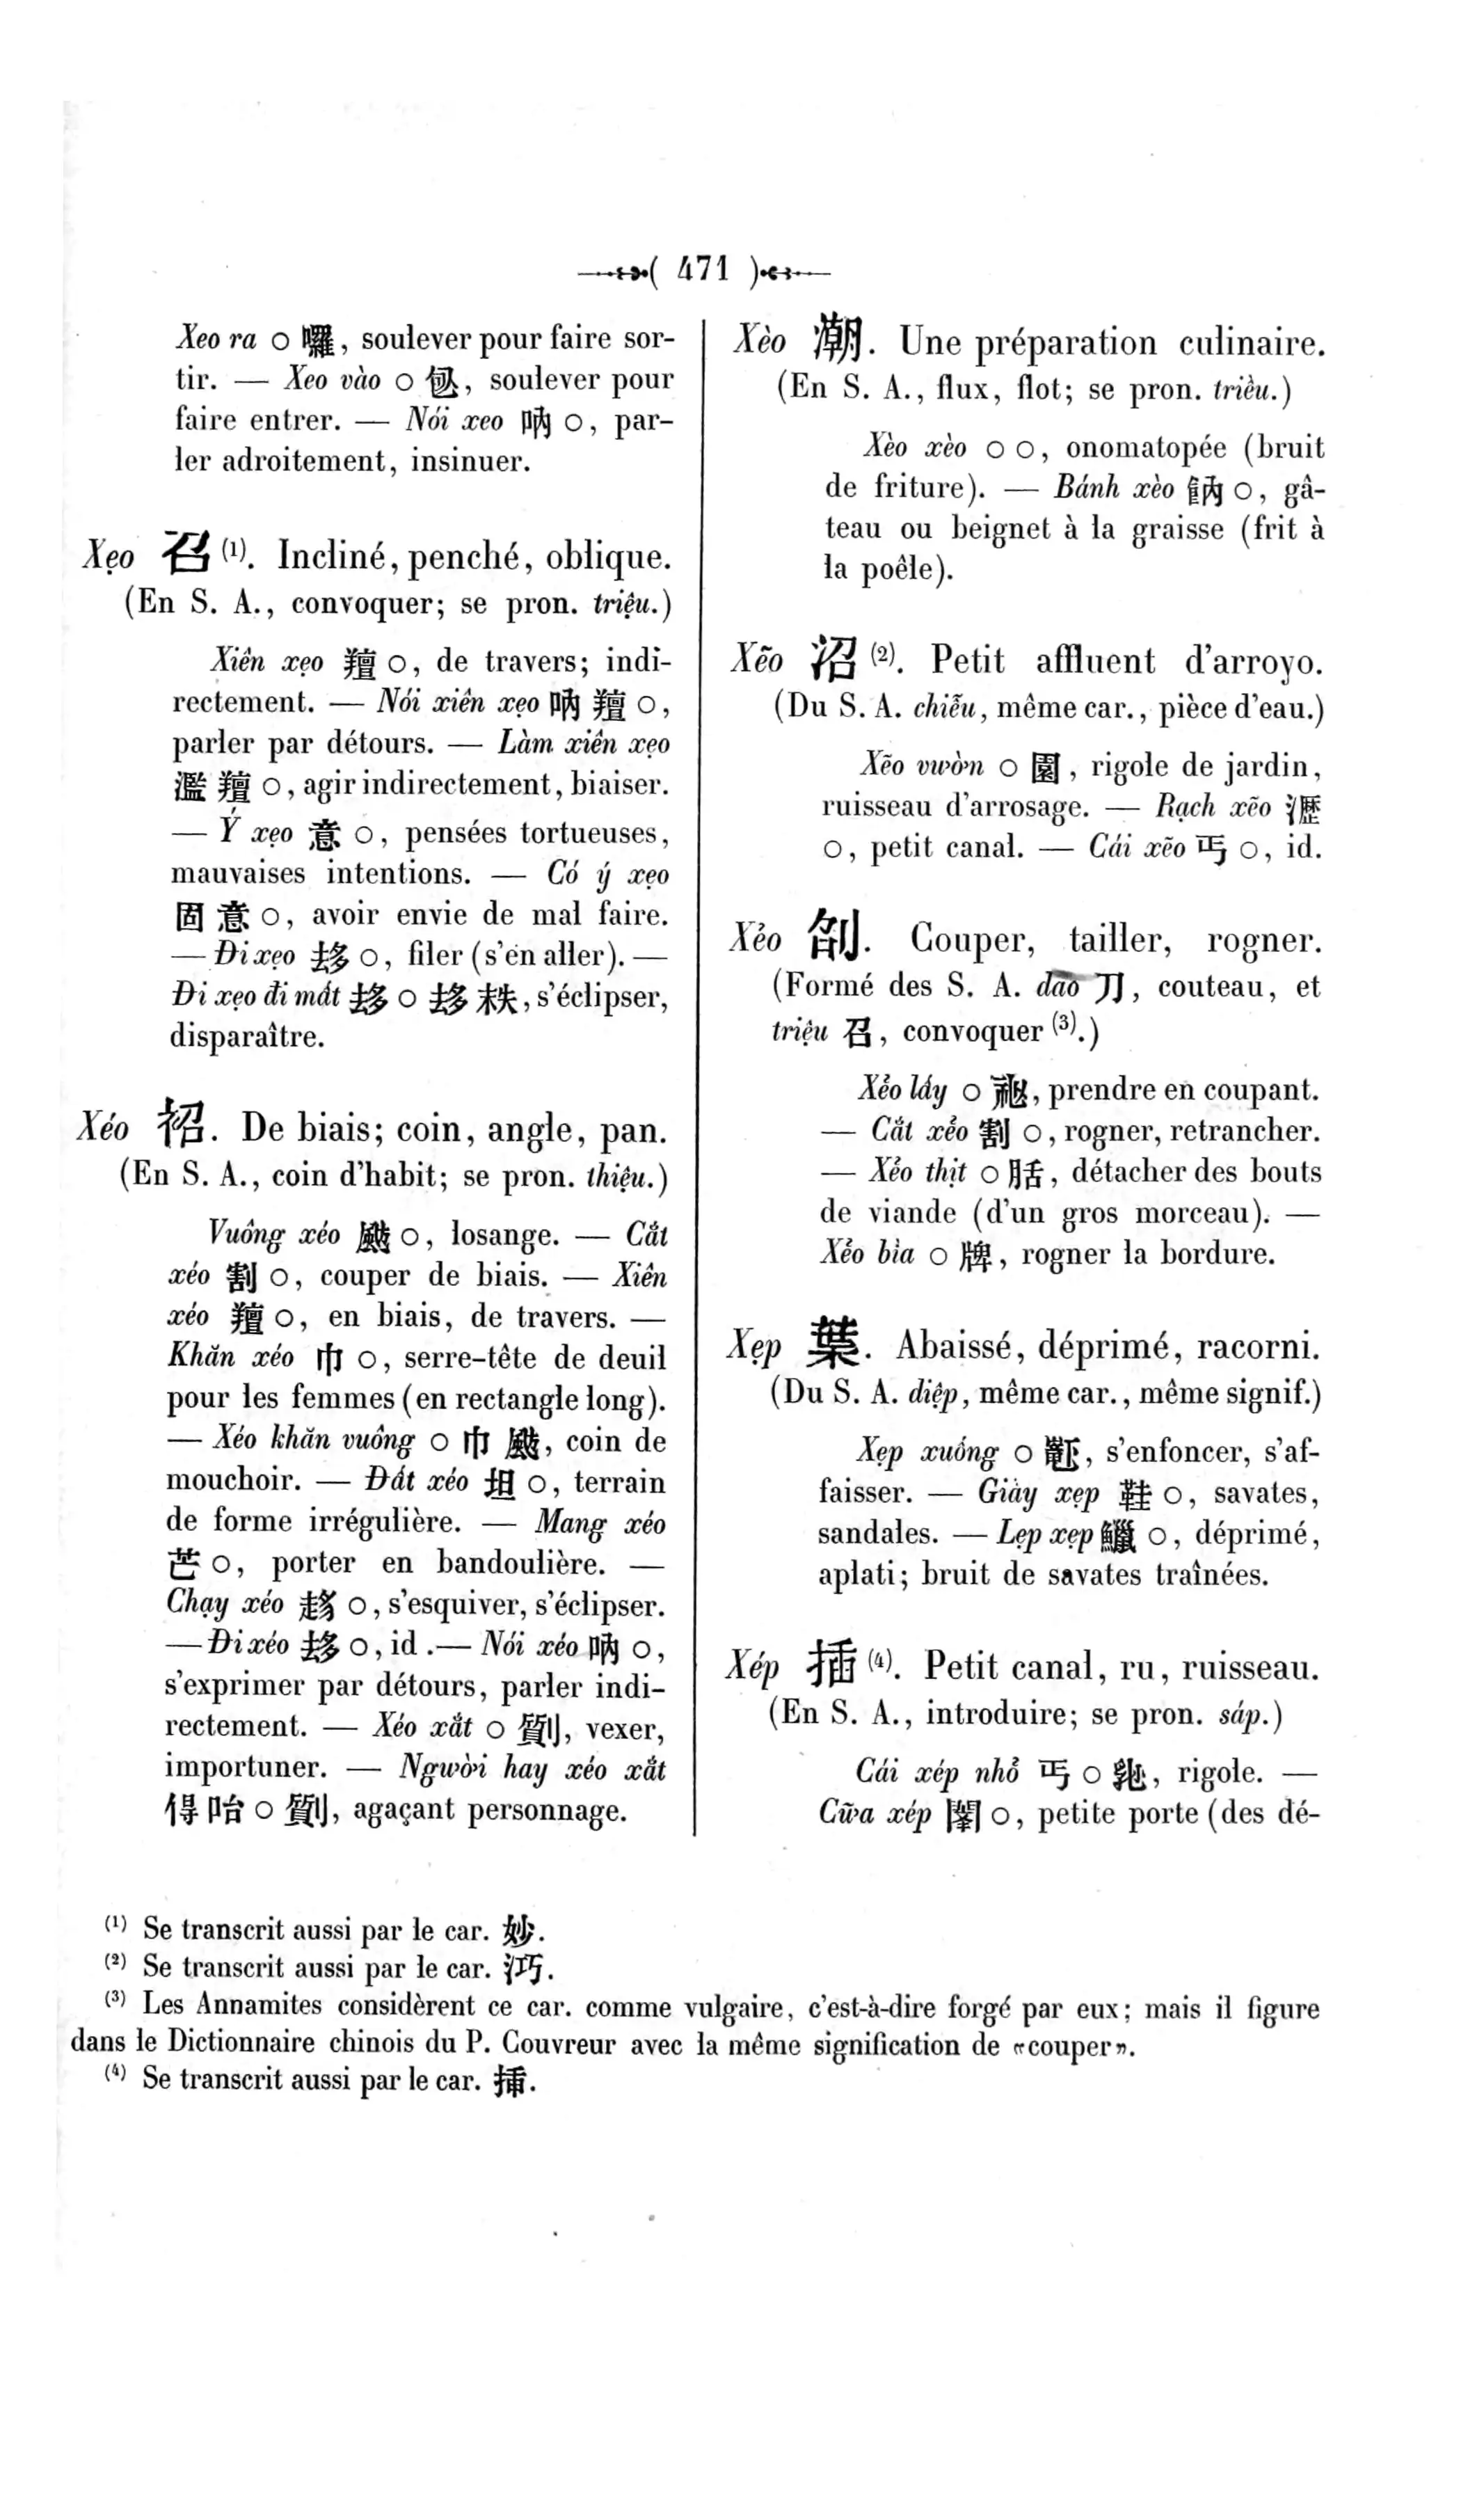 ( 471 )
Xeo ra ○ 囉, soulever pour faire sor-
tir. — Xeo vào ○, soulever pour
faire entrer. — Nói xeo 吶 ○, par-
ler adroitement, insinuer.
Xẹo 召 (1). Incliné, penché, oblique.
(En S. A., convoquer; se pron. triệu.)
Xiên xẹo 羶 ○, de travers; indi-
rectement. — Nói xiên xẹo 吶 羶 ○,
parler par détours. — Làm xiên xẹo
濫 羶 ○, agir indirectement, biaiser.
— Ý xẹo 意 ○, pensées tortueuses,
mauvaises intentions. — Có ý xẹo
固 意 ○, avoir envie de mal faire.
— Đi xẹo 𠫾 ○, filer (s'en aller). —
Đi xẹo đi mất 𠫾 ○ 𠫾 𠅍, s'éclipser,
disparaître.
Xéo 袑. De biais; coin, angle, pan.
(En S. A., coin d'habit; se pron. thiệu.)
Vuông xéo ○, losange. — Cắt
xéo 割 ○, couper de biais. — Xiên
xéo 羶 ○, en biais, de travers. —
Khăn xéo 巾 ○, serre-tête de deuil
pour les femmes (en rectangle long).
— Xéo khăn vuông ○ 巾, coin de
mouchoir. — Đất xéo 坦 ○, terrain
de forme irrégulière. — Mang xéo
芒 ○, porter en bandoulière. —
Chạy xéo 趍 ○, s'esquiver, s'éclipser.
— Đi xéo 𠫾 ○, id. — Nói xéo 吶 ○,
s'exprimer par détours, parler indi-
rectement. — Xéo xắt ○ 劕, vexer,
importuner. — Người hay xéo xắt
得 咍 ○ 劕, agaçant personnage.
Xèo 潮. Une préparation culinaire.
(En S. A., flux, flot; se pron. triều.)
Xèo xèo ○ ○, onomatopée (bruit
de friture). — Bánh xèo 䭃 ○, gâ-
teau ou beignet à la graisse (frit à
la poêle).
Xẽo 沼 (2). Petit affluent d'arroyo.
(Du S. A. chiễu, même car., pièce d'eau.)
Xẽo vườn ○ 園, rigole de jardin,
ruisseau d'arrosage. — Rạch xẽo 瀝
○, petit canal. — Cái xẽo 丐 ○, id.
Xẻo 㓮. Couper, tailler, rogner.
(Formé des S. A. dao 刀, couteau, et
triệu 召, convoquer (3).)
Xẻo lấy ○ 𥙩, prendre en coupant.
— Cắt xẻo 割 ○, rogner, retrancher.
— Xẻo thịt ○ 䏦, détacher des bouts
de viande (d'un gros morceau). —
Xẻo bìa ○ 牌, rogner la bordure.
Xẹp 葉. Abaissé, déprimé, racorni.
(Du S. A. diệp, même car., même signif.)
Xẹp xuống ○, s'enfoncer, s'af-
faisser. — Giày xẹp 鞋 ○, savates,
sandales. — Lẹp xẹp 鱲 ○, déprimé,
aplati; bruit de savates traînées.
Xép 插 (4). Petit canal, ru, ruisseau.
(En S. A., introduire; se pron. sáp.)
Cái xép nhỏ 丐 ○, rigole. —
Cữa xép 𨷯 ○, petite porte (des dé-
(1) Se transcrit aussi par le car. 妙.
(2) Se transcrit aussi par le car. 沔.
(3) Les Annamites considèrent ce car. comme vulgaire, c'est-à-dire forgé par eux; mais il figure
dans le Dictionnaire chinois du P. Couvreur avec la même signification de «couper».
(4) Se transcrit aussi par le car. 挿.